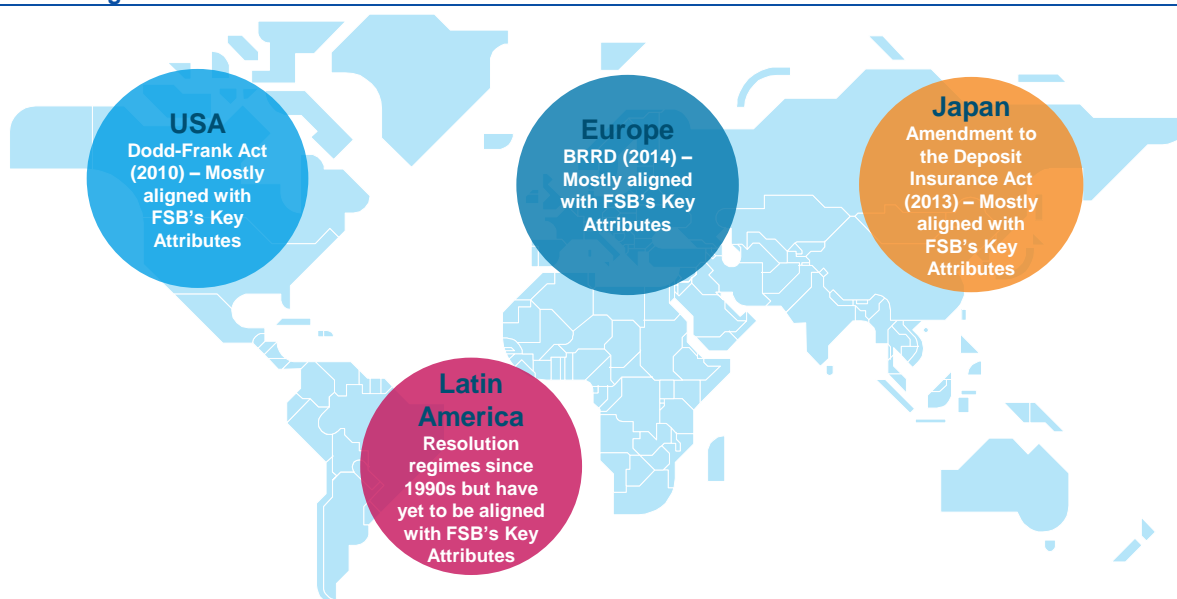 USA
Dodd-Frank Act
(2010) – Mostly
aligned with
FSB's Key
Attributes
Europe
BRRD (2014) –
Mostly aligned
with FSB's Key
Attributes
Japan
Amendment to
the Deposit
Insurance Act
(2013) – Mostly
aligned with
FSB's Key
Attributes
Latin
America
Resolution
regimes since
1990s but have
yet to be aligned
with FSB's Key
Attributes